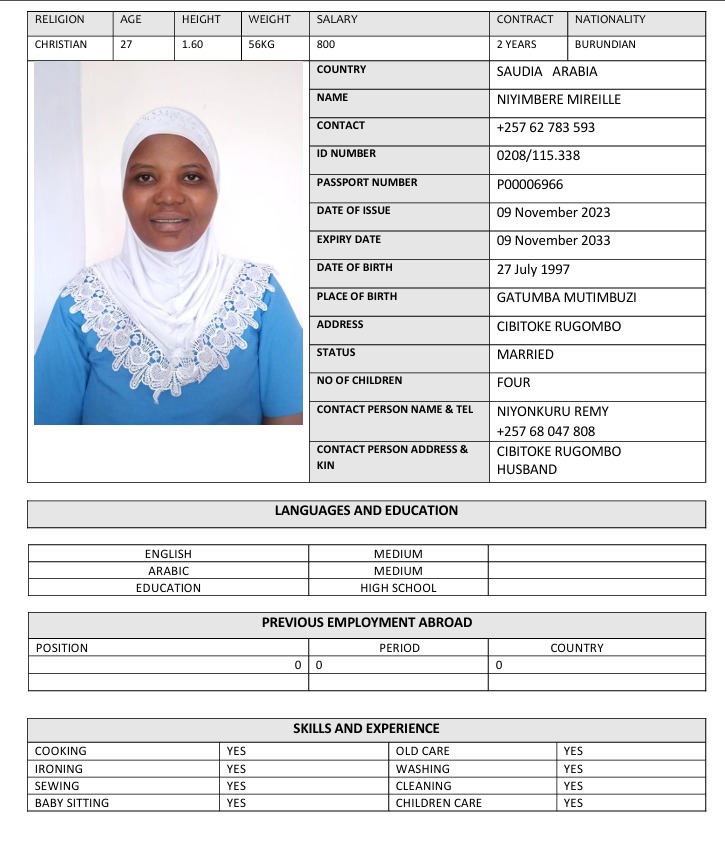 RELIGION AGE HEIGHT WEIGHT SALARY CONTRACT NATIONALITY
CHRISTIAN 27 1.60 56KG 800 2 YEARS BURUNDIAN
COUNTRY SAUDIA ARABIA
NAME NIYIMBERE MIREILLE
CONTACT +257 62 783 593
ID NUMBER 0208/115.338
PASSPORT NUMBER P00006966
DATE OF ISSUE 09 November 2023
EXPIRY DATE 09 November 2033
DATE OF BIRTH 27 July 1997
PLACE OF BIRTH GATUMBA MUTIMBUZI
ADDRESS CIBITOKE RUGOMBO
STATUS MARRIED
NO OF CHILDREN FOUR
CONTACT PERSON NAME & TEL NIYONKURU REMY
+257 68 047 808
CONTACT PERSON ADDRESS & CIBITOKE RUGOMBO
KIN HUSBAND
LANGUAGES AND EDUCATION
ENGLISH MEDIUM
ARABIC MEDIUM
EDUCATION HIGH SCHOOL
PREVIOUS EMPLOYMENT ABROAD
POSITION PERIOD COUNTRY
0 0 0
SKILLS AND EXPERIENCE
COOKING YES OLD CARE YES
IRONING YES WASHING YES
SEWING YES CLEANING YES
BABY SITTING YES CHILDREN CARE YES